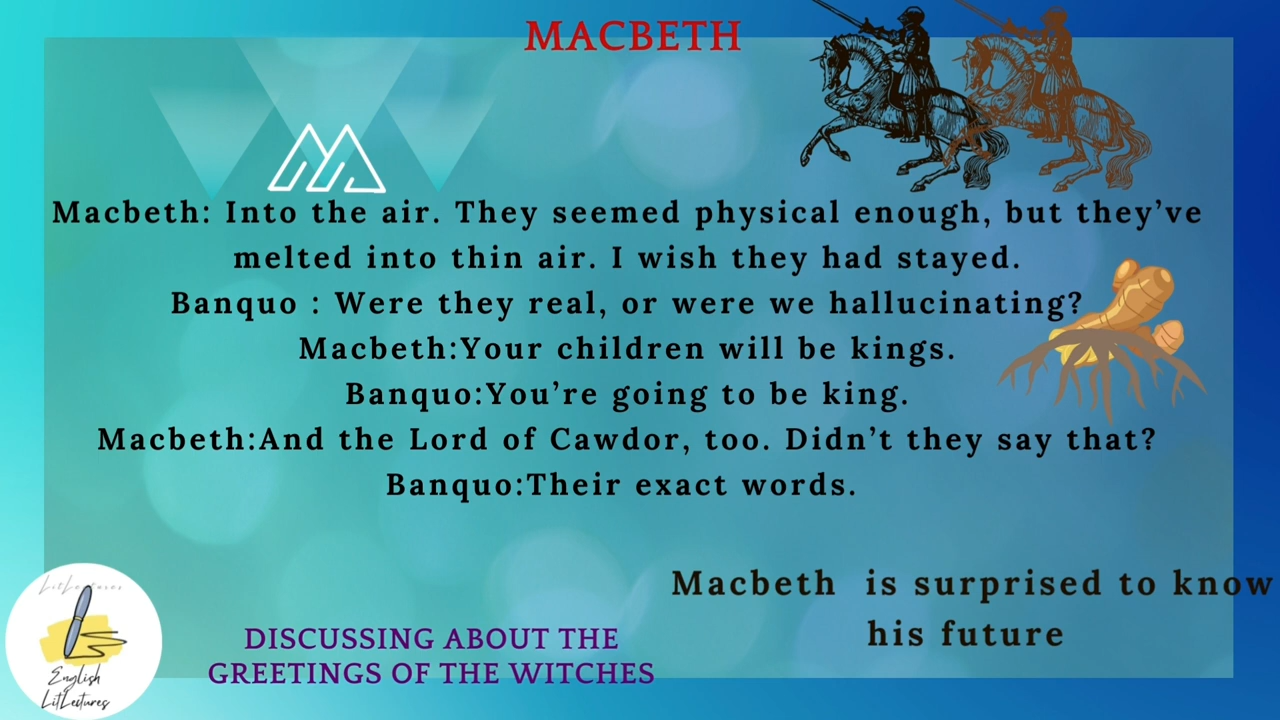 MACBETH
Macbeth: Into the air. They seemed physical enough, but they’ve
melted into thin air. I wish they had stayed.
Banquo : Were they real, or were we hallucinating?
Macbeth:Your children will be kings.
Banquo:You’re going to be king.
Macbeth:And the Lord of Cawdor, too. Didn’t they say that?
Banquo:Their exact words.
Macbeth is surprised to know
his future
DISCUSSING ABOUT THE
GREETINGS OF THE WITCHES
LitLectures
English
LitLectures